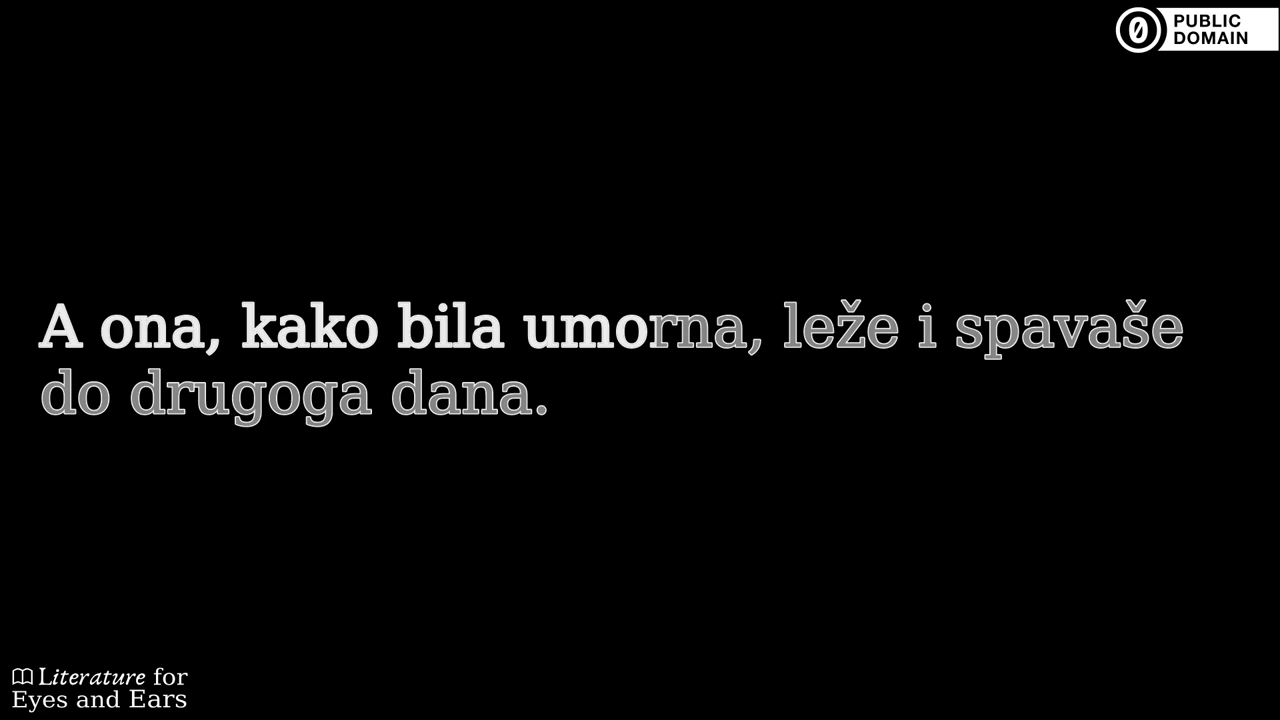 PUBLIC
DOMAIN
A ona, kako bila umorna, leže i spavaše
do drugoga dana.
Literature for
Eyes and Ears